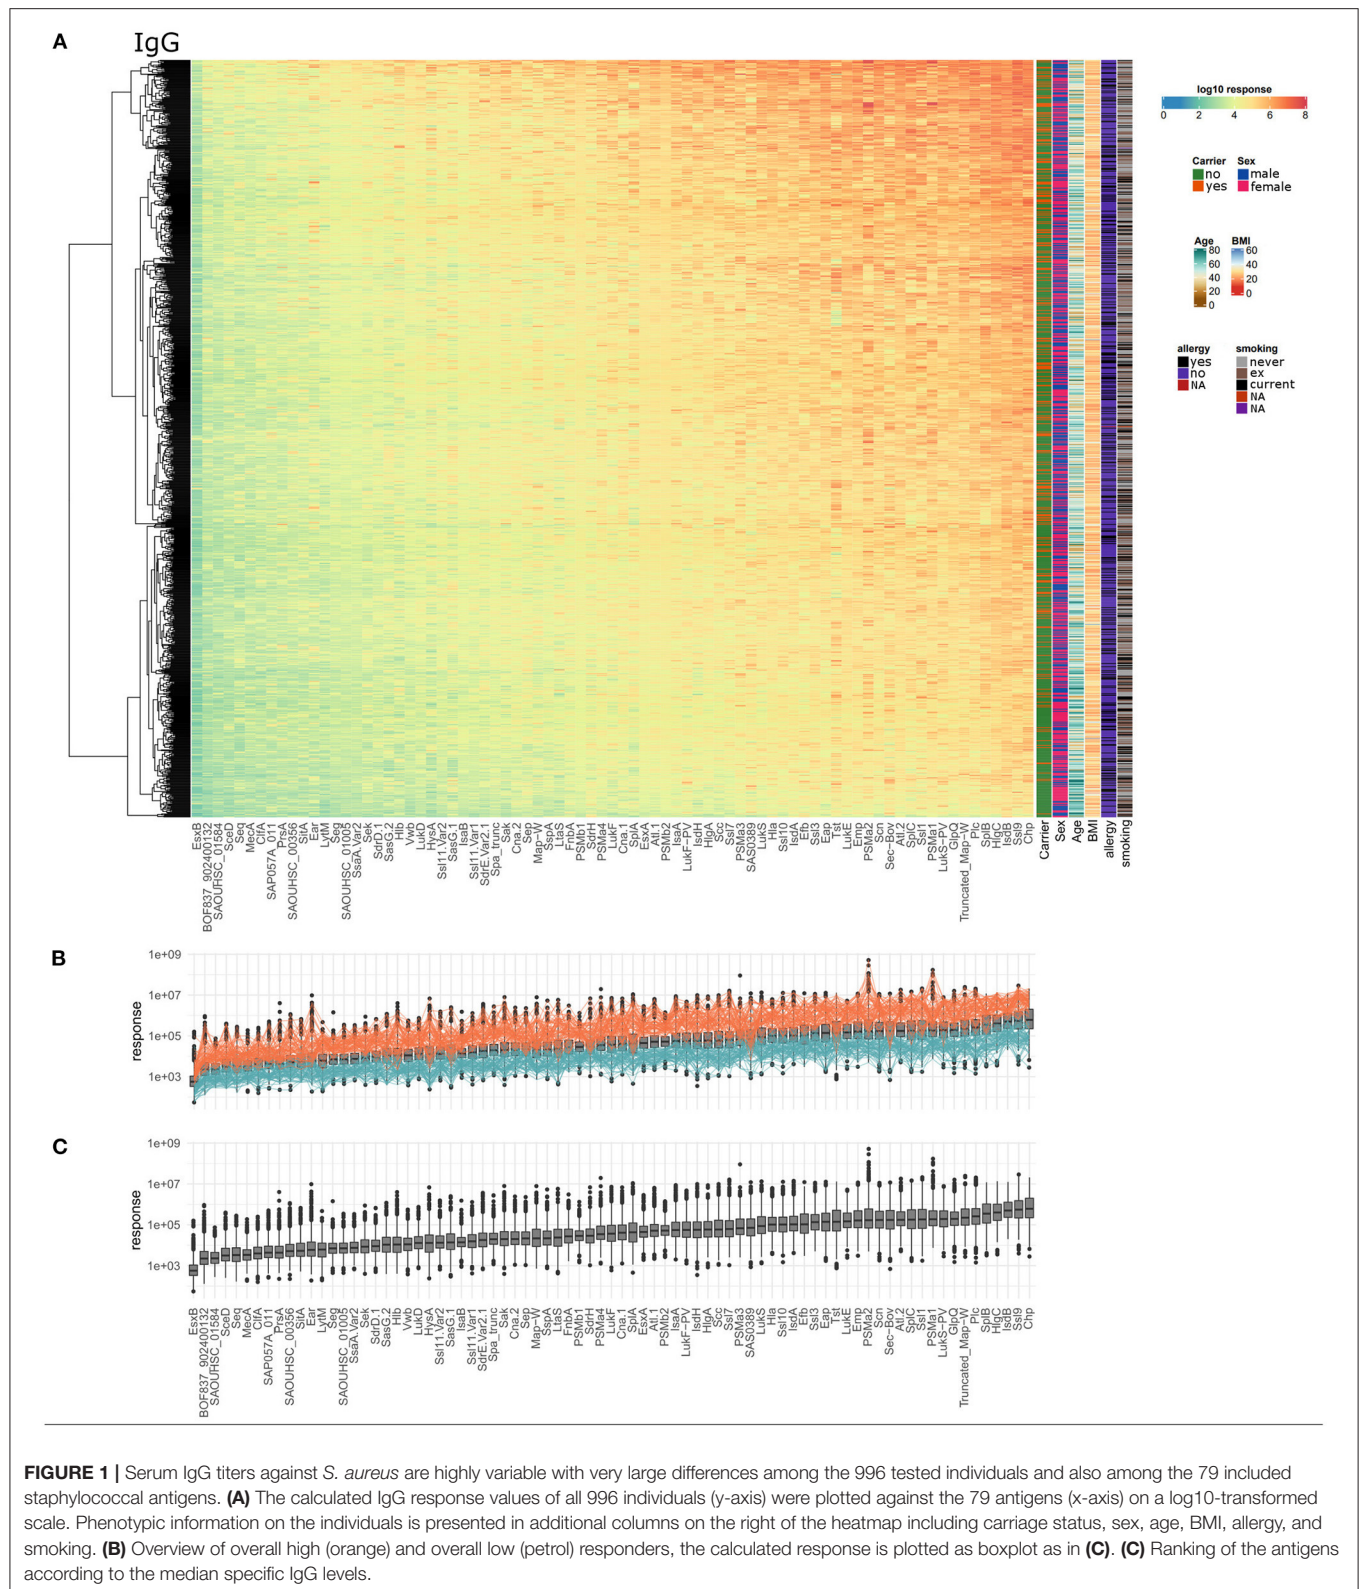 A
IgG
log10 response
0 2 4 6 8
Carrier Sex
no male
yes female
Age BMI
80 60
60 40
40 20
20 0
0
allergy smoking
yes never
no ex
NA current
NA
NA
EsxB
BOF837_902400132
SAOUHSC_01584
SceD
Seq
MecA
ClfA
SAP057A_011
PrsA
SAOUHSC_00356
SitA
Ear
LytM
Seg
SAOUHSC_01005
SsaA.Var2
Sek
SdrD.1
SasG.2
Hlb
Vwb
LukD
HysA
Ssl11.Var2
SasG.1
IsaB
Ssl11.Var1
SdrE.Var2.1
Spa_trunc
Sak
Cna.2
Sep
Map-W
SspA
LtaS
FnbA
PSMb1
SdrH
PSMa4
LukF
Cna.1
SplA
EsxA
Atl.1
PSMb2
IsaA
LukF-PV
IsdH
HlgA
Scc
Ssl7
PSMa3
SAS0389
LukS
Hla
Ssl10
IsdA
Efb
Ssl3
Eap
Tst
LukE
Emp
PSMa2
Scn
Sec-Bov
Atl.2
SplC
Ssl1
PSMa1
LukS-PV
GlpQ
Truncated_Map-W
Plc
SplB
HlgC
IsdB
Ssl9
Chp
Carrier
Sex
Age
BMI
allergy
smoking
B
response
1e+09
1e+07
1e+05
1e+03
C
response
1e+09
1e+07
1e+05
1e+03
EsxB
BOF837_902400132
SAOUHSC_01584
SceD
Seq
MecA
ClfA
SAP057A_011
PrsA
SAOUHSC_00356
SitA
Ear
LytM
Seg
SAOUHSC_01005
SsaA.Var2
Sek
SdrD.1
SasG.2
Hlb
Vwb
LukD
HysA
Ssl11.Var2
SasG.1
IsaB
Ssl11.Var1
SdrE.Var2.1
Spa_trunc
Sak
Cna.2
Sep
Map-W
SspA
LtaS
FnbA
PSMb1
SdrH
PSMa4
LukF
Cna.1
SplA
EsxA
Atl.1
PSMb2
IsaA
LukF-PV
IsdH
HlgA
Scc
Ssl7
PSMa3
SAS0389
LukS
Hla
Ssl10
IsdA
Efb
Ssl3
Eap
Tst
LukE
Emp
PSMa2
Scn
Sec-Bov
Atl.2
SplC
Ssl1
PSMa1
LukS-PV
GlpQ
Truncated_Map-W
Plc
SplB
HlgC
IsdB
Ssl9
Chp
FIGURE 1 | Serum IgG titers against S. aureus are highly variable with very large differences among the 996 tested individuals and also among the 79 included
staphylococcal antigens. (A) The calculated IgG response values of all 996 individuals (y-axis) were plotted against the 79 antigens (x-axis) on a log10-transformed
scale. Phenotypic information on the individuals is presented in additional columns on the right of the heatmap including carriage status, sex, age, BMI, allergy, and
smoking. (B) Overview of overall high (orange) and overall low (petrol) responders, the calculated response is plotted as boxplot as in (C). (C) Ranking of the antigens
according to the median specific IgG levels.